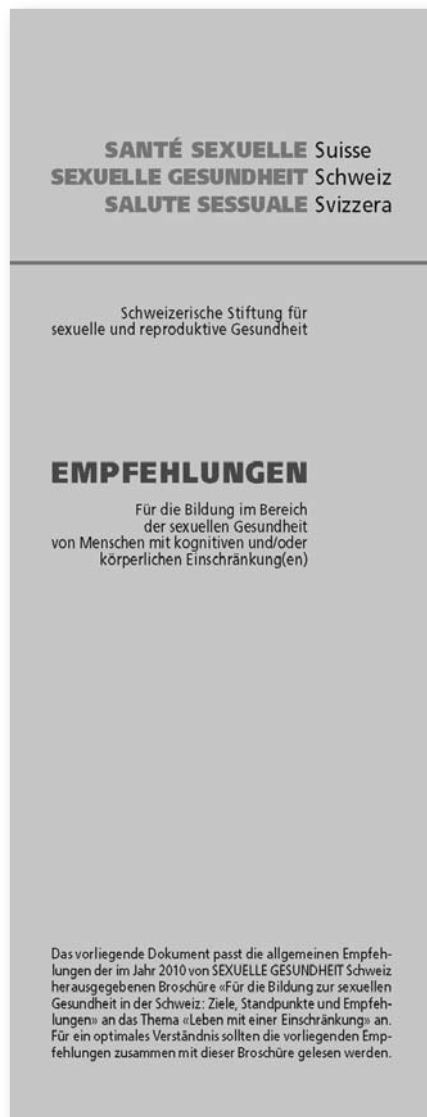 SANTÉ SEXUELLE Suisse
SEXUELLE GESUNDHEIT Schweiz
SALUTE SESSUALE Svizzera
Schweizerische Stiftung für
sexuelle und reproduktive Gesundheit
EMPFEHLUNGEN
Für die Bildung im Bereich
der sexuellen Gesundheit
von Menschen mit kognitiven und/oder
körperlichen Einschränkung(en)
Das vorliegende Dokument passt die allgemeinen Empfeh-
lungen der im Jahr 2010 von SEXUELLE GESUNDHEIT Schweiz
herausgegebenen Broschüre «Für die Bildung zur sexuellen
Gesundheit in der Schweiz: Ziele, Standpunkte und Empfeh-
lungen» an das Thema «Leben mit einer Einschränkung» an.
Für ein optimales Verständnis sollten die vorliegenden Emp-
fehlungen zusammen mit dieser Broschüre gelesen werden.